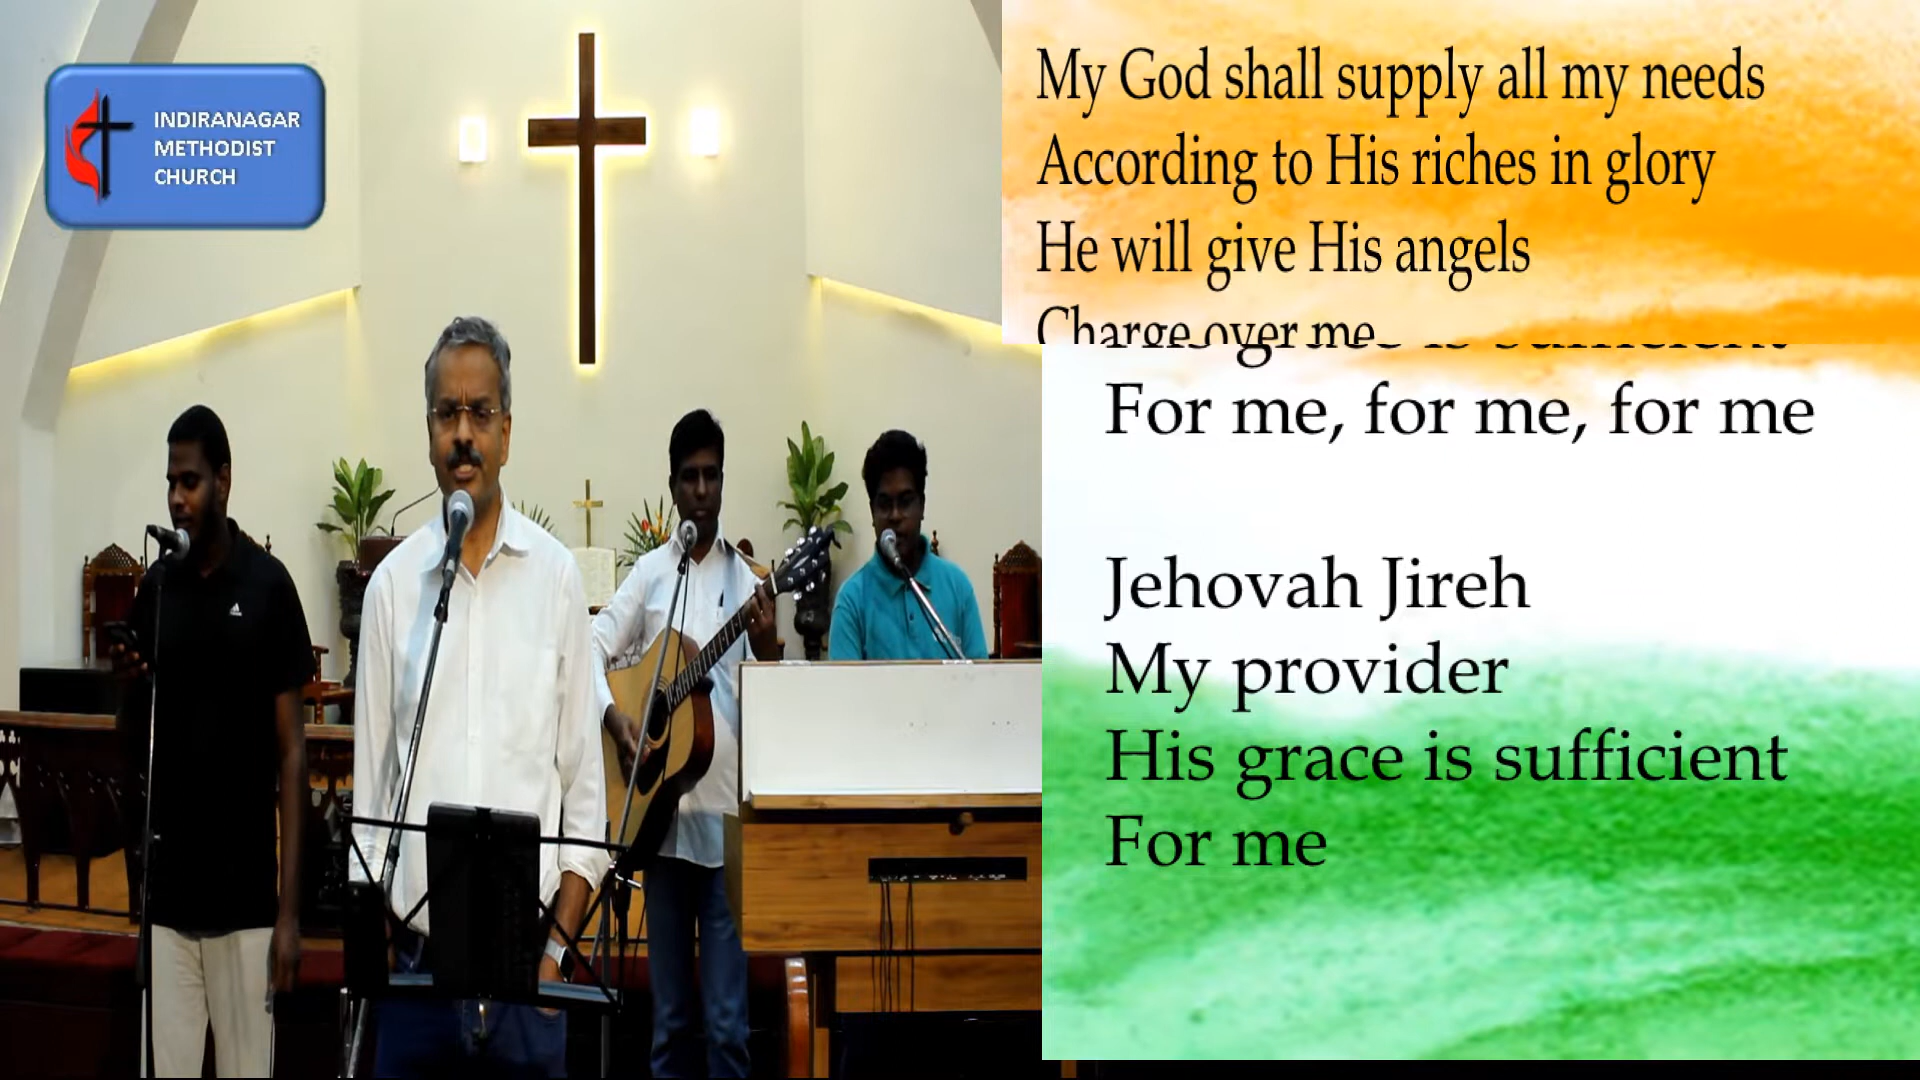 INDIRANAGAR
METHODIST
CHURCH
My God shall supply all my needs
According to His riches in glory
He will give His angels
Charge over me
is sufficient
For me, for me, for me
Jehovah Jireh
My provider
His grace is sufficient
For me